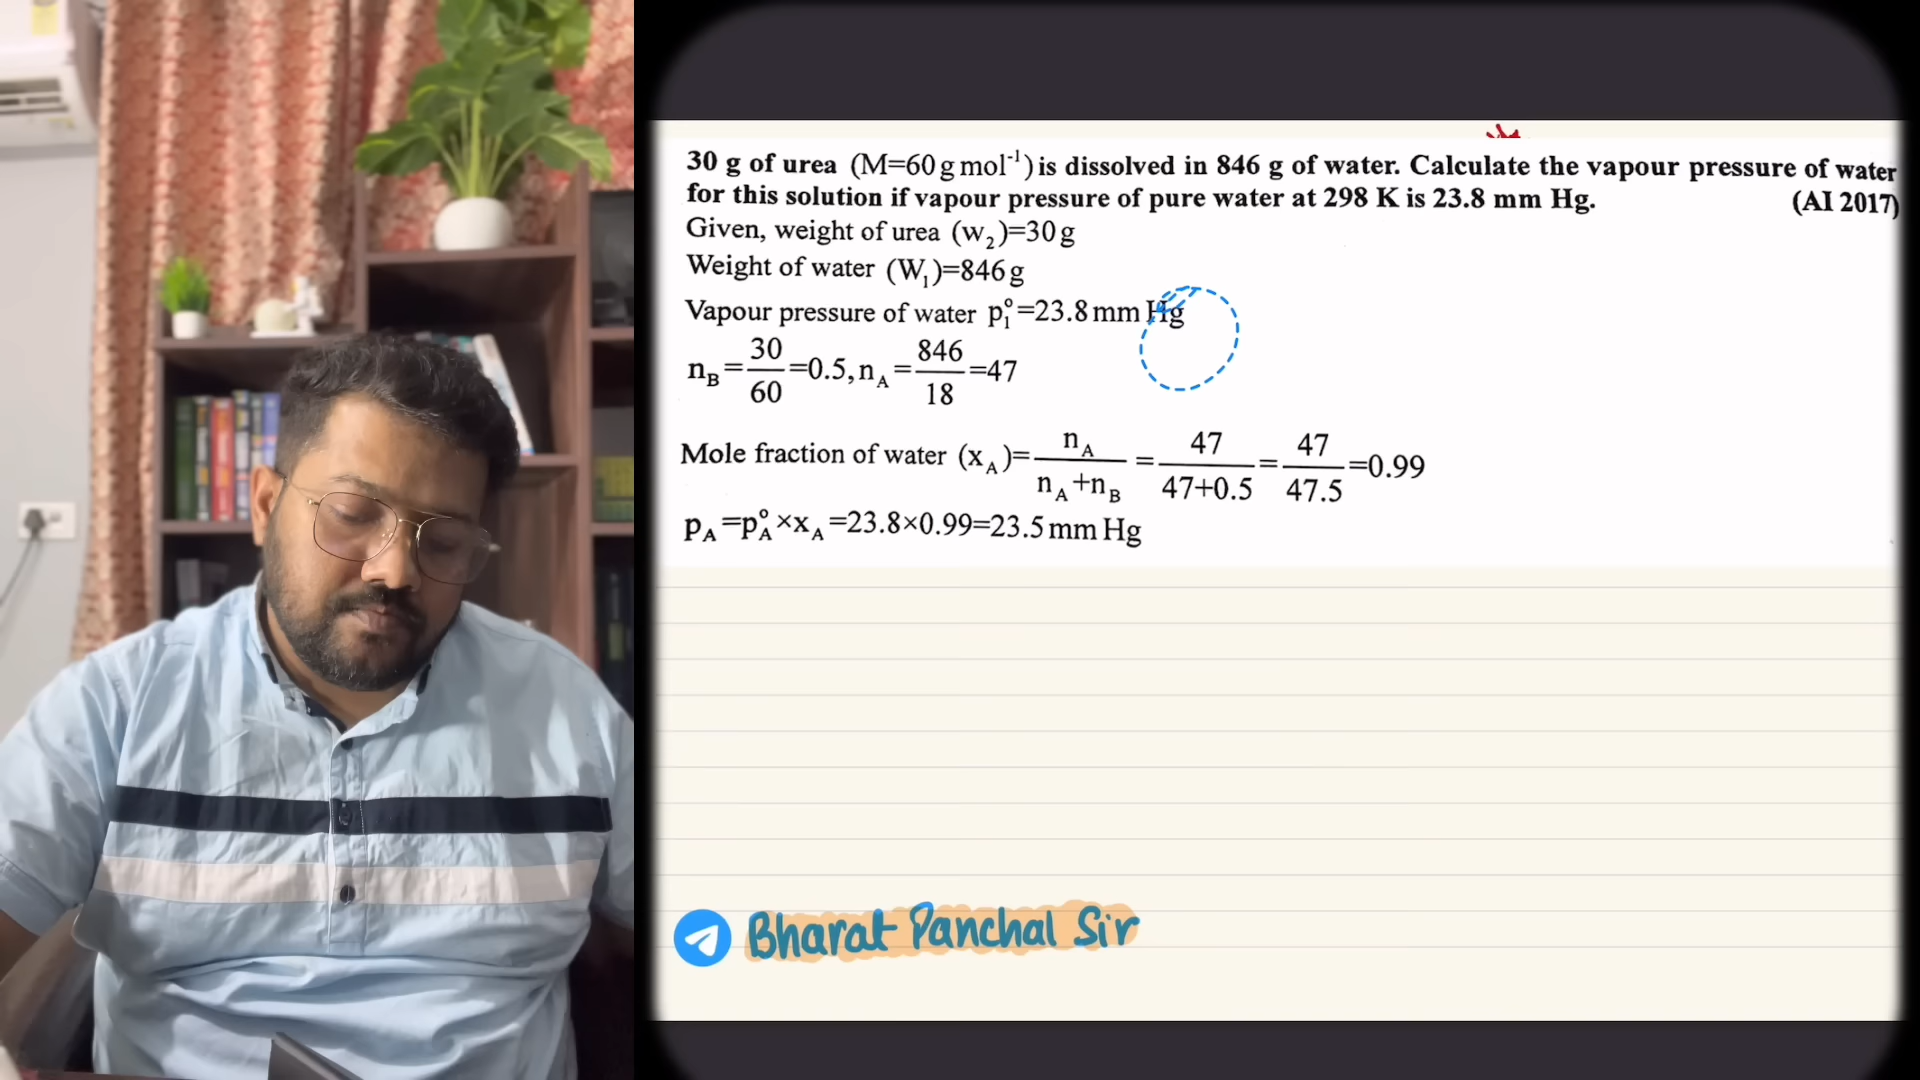 30 g of urea (M=60 g mol⁻¹) is dissolved in 846 g of water. Calculate the vapour pressure of water
for this solution if vapour pressure of pure water at 298 K is 23.8 mm Hg. (AI 2017)
Given, weight of urea (w₂)=30 g
Weight of water (W₁)=846 g
Vapour pressure of water p₁°=23.8 mm Hg
n_B = 30/60 =0.5, n_A = 846/18 =47
Mole fraction of water (x_A)= n_A/(n_A+n_B) = 47/(47+0.5) = 47/47.5 =0.99
p_A =p°_A ×x_A =23.8×0.99=23.5 mm Hg
Bharat Panchal Sir